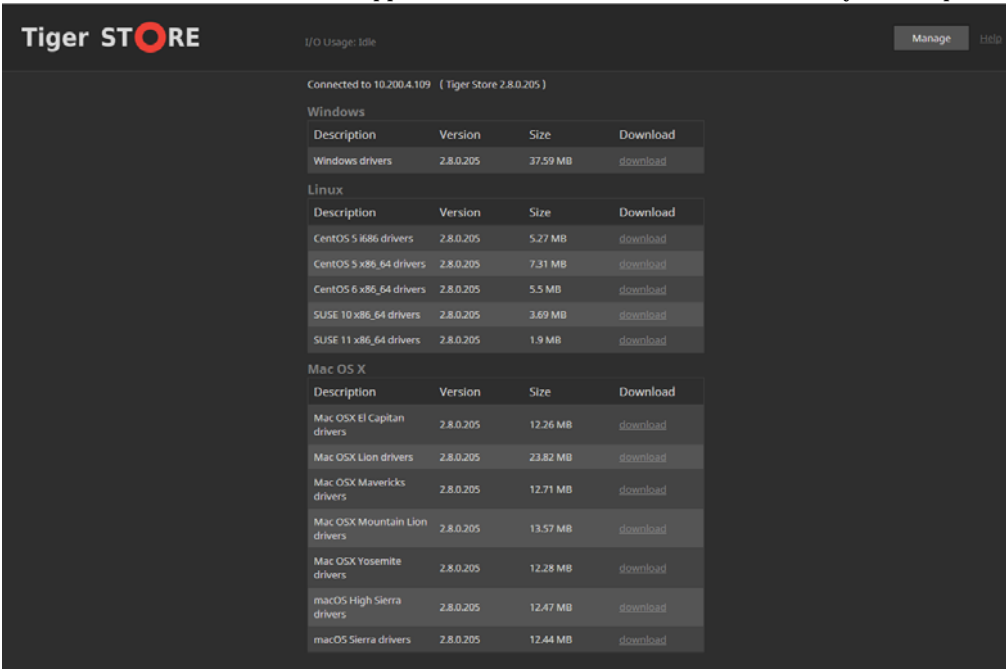 Tiger STORE
I/O Usage: Idle
Manage
Help
Connected to 10.200.4.109 ( Tiger Store 2.8.0.205 )
Windows
Description Version Size Download
Windows drivers 2.8.0.205 37.59 MB download
Linux
Description Version Size Download
CentOS 5 i686 drivers 2.8.0.205 5.27 MB download
CentOS 5 x86_64 drivers 2.8.0.205 7.31 MB download
CentOS 6 x86_64 drivers 2.8.0.205 5.5 MB download
SUSE 10 x86_64 drivers 2.8.0.205 3.69 MB download
SUSE 11 x86_64 drivers 2.8.0.205 1.9 MB download
Mac OS X
Description Version Size Download
Mac OSX El Capitan
drivers 2.8.0.205 12.26 MB download
Mac OSX Lion drivers 2.8.0.205 23.82 MB download
Mac OSX Mavericks
drivers 2.8.0.205 12.71 MB download
Mac OSX Mountain Lion
drivers 2.8.0.205 13.57 MB download
Mac OSX Yosemite
drivers 2.8.0.205 12.28 MB download
macOS High Sierra
drivers 2.8.0.205 12.47 MB download
macOS Sierra drivers 2.8.0.205 12.44 MB download